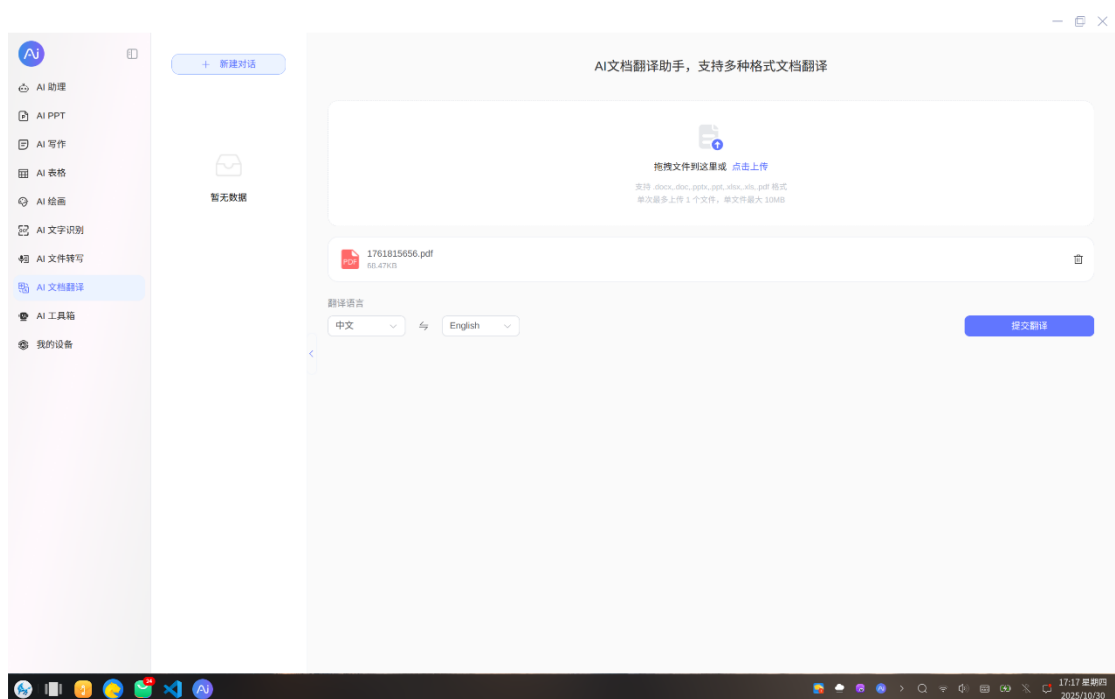 Ai
AI 助理
AI PPT
AI 写作
AI 表格
AI 绘画
AI 文字识别
AI 文件转写
AI 文档翻译
AI 工具箱
我的设备
+ 新建对话
暂无数据
AI文档翻译助手，支持多种格式文档翻译
拖拽文件到这里或 点击上传
支持 .docx,.doc,.pptx,.ppt,.xlsx,.xls,.pdf 格式
单次最多上传 1 个文件，单文件最大 10MB
PDF
1761815656.pdf
60.47KB
翻译语言
中文
English
提交翻译
Ai
17:17 星期四
2025/10/30